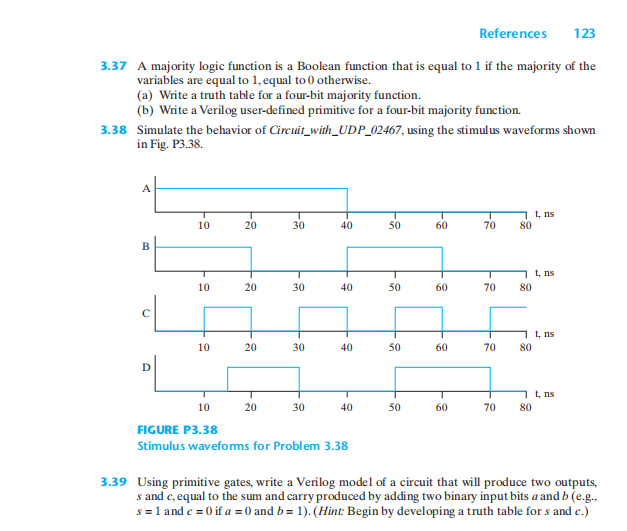 References 123
3.37 A majority logic function is a Boolean function that is equal to 1 if the majority of the
variables are equal to 1, equal to 0 otherwise.
(a) Write a truth table for a four-bit majority function.
(b) Write a Verilog user-defined primitive for a four-bit majority function.
3.38 Simulate the behavior of Circuit_with_UDP_02467, using the stimulus waveforms shown
in Fig. P3.38.
A
t, ns
10 20 30 40 50 60 70 80
B
t, ns
10 20 30 40 50 60 70 80
C
t, ns
10 20 30 40 50 60 70 80
D
t, ns
10 20 30 40 50 60 70 80
FIGURE P3.38
Stimulus waveforms for Problem 3.38
3.39 Using primitive gates, write a Verilog model of a circuit that will produce two outputs,
s and c, equal to the sum and carry produced by adding two binary input bits a and b (e.g.,
s = 1 and c = 0 if a = 0 and b = 1). (Hint: Begin by developing a truth table for s and c.)